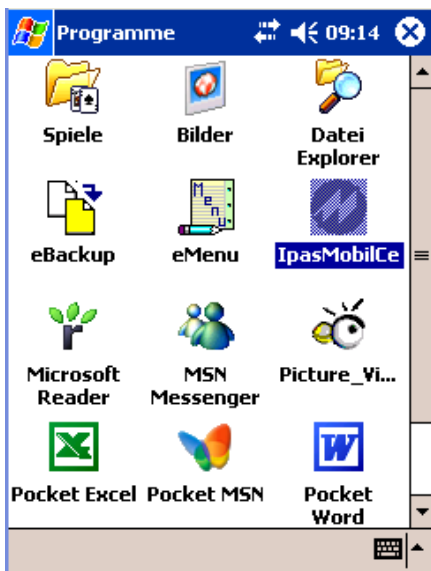 Programme 09:14
Spiele Bilder Datei
Explorer
Menu
eBackup eMenu IpasMobilCe
Microsoft MSN Picture_Vi...
Reader Messenger
Pocket Excel Pocket MSN Pocket
Word